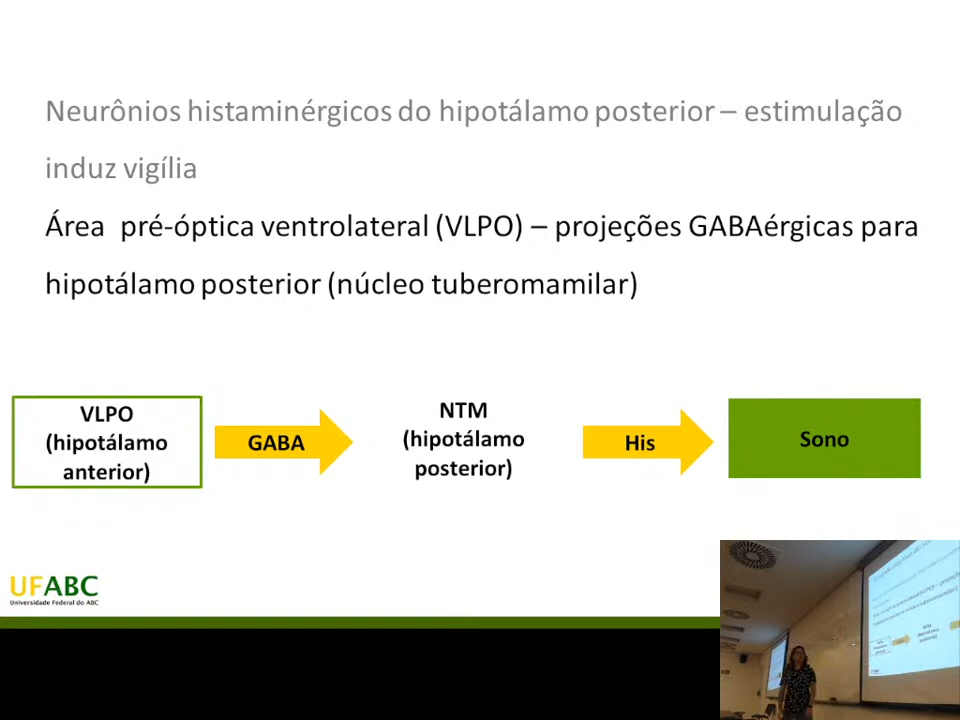 Neurônios histaminérgicos do hipotálamo posterior – estimulação
induz vigília
Área pré-óptica ventrolateral (VLPO) – projeções GABAérgicas para
hipotálamo posterior (núcleo tuberomamilar)
VLPO
(hipotálamo
anterior)
GABA
NTM
(hipotálamo
posterior)
His
Sono
UFABC
Universidade Federal do ABC